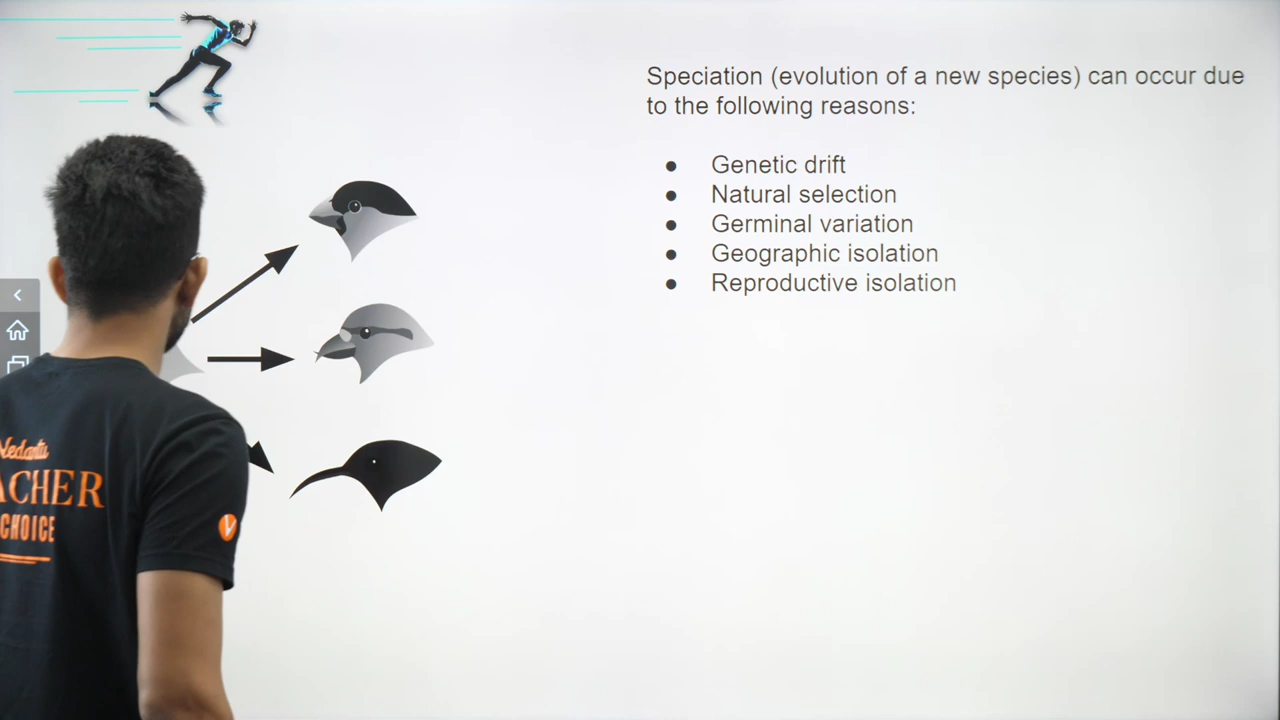 Speciation (evolution of a new species) can occur due
to the following reasons:
● Genetic drift
● Natural selection
● Germinal variation
● Geographic isolation
● Reproductive isolation
Vedantu
ACHER
CHOICE